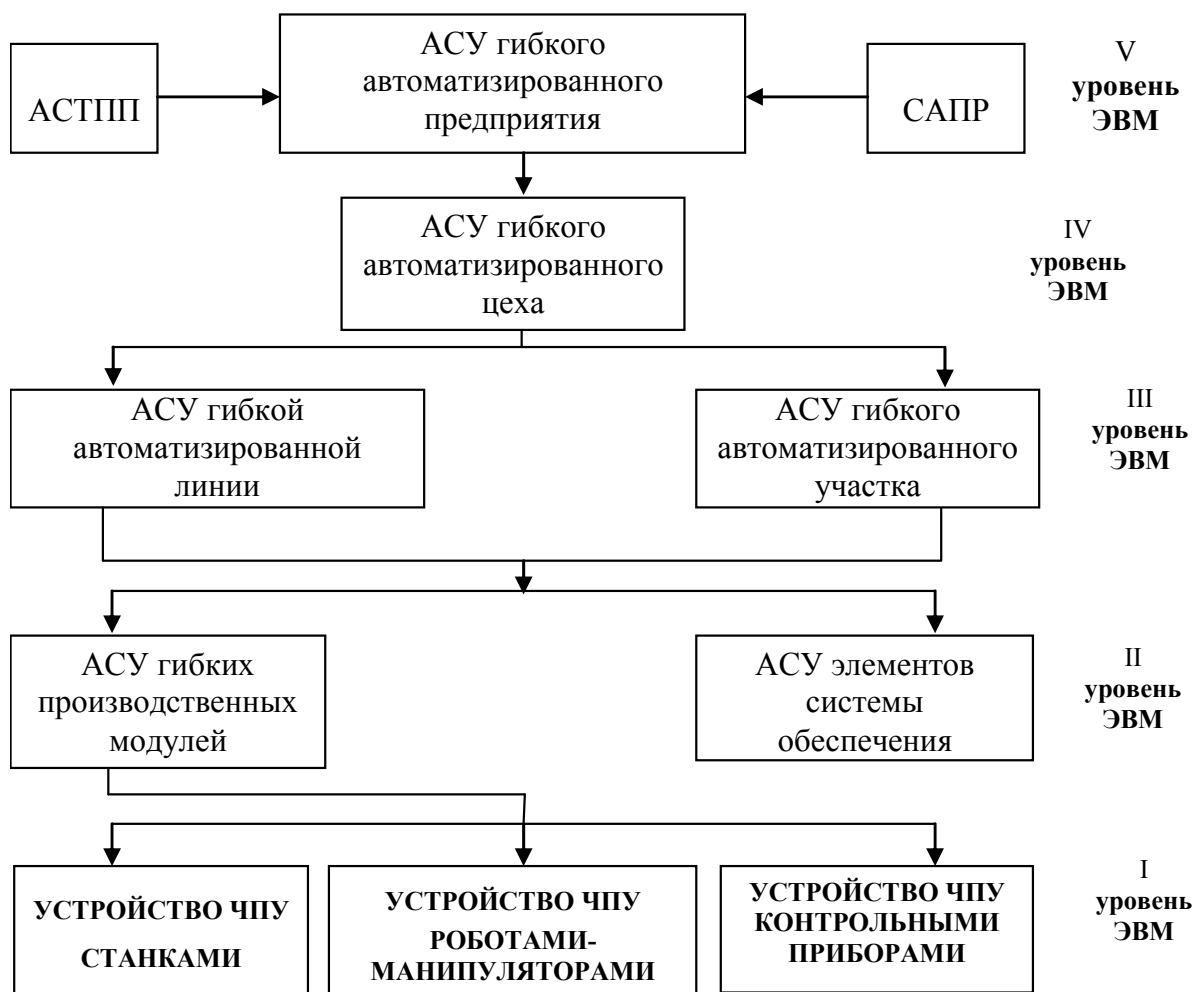 АСТПП
АСУ гибкого
автоматизированного
предприятия
САПР
V
уровень
ЭВМ
АСУ гибкого
автоматизированного
цеха
IV
уровень
ЭВМ
АСУ гибкой
автоматизированной
линии
АСУ гибкого
автоматизированного
участка
III
уровень
ЭВМ
АСУ гибких
производственных
модулей
АСУ элементов
системы
обеспечения
II
уровень
ЭВМ
УСТРОЙСТВО ЧПУ
СТАНКАМИ
УСТРОЙСТВО ЧПУ
РОБОТАМИ-
МАНИПУЛЯТОРАМИ
УСТРОЙСТВО ЧПУ
КОНТРОЛЬНЫМИ
ПРИБОРАМИ
I
уровень
ЭВМ